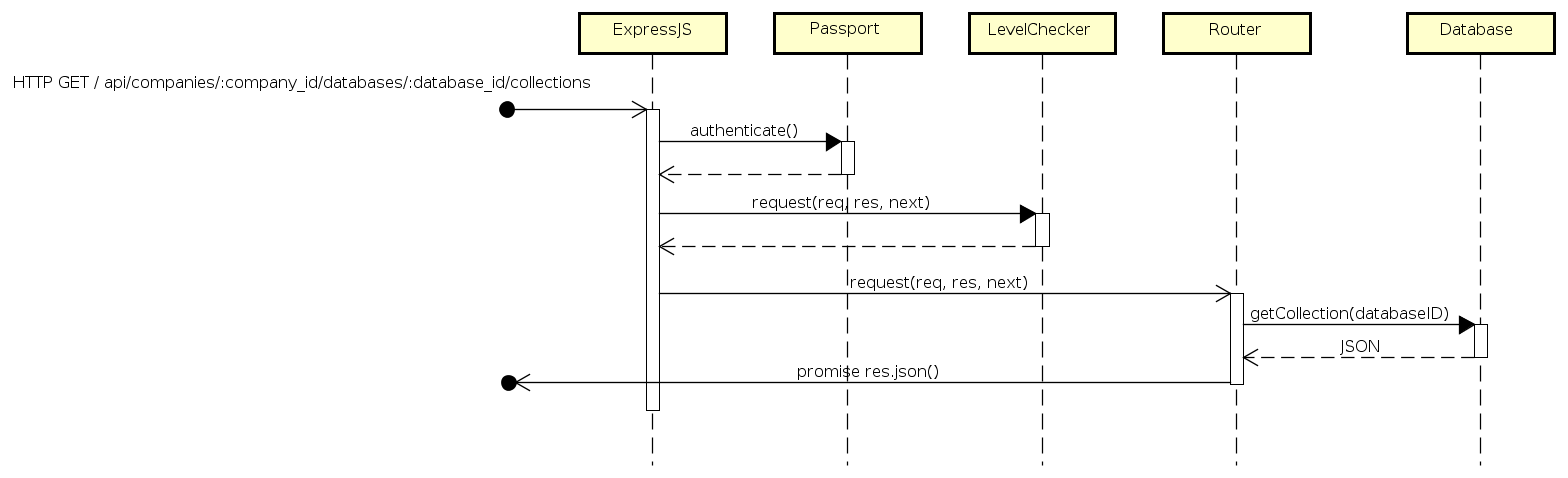 ExpressJS
Passport
LevelChecker
Router
Database
HTTP GET / api/companies/:company_id/databases/:database_id/collections
authenticate()
request(req, res, next)
request(req, res, next)
getCollection(databaseID)
JSON
promise res.json()